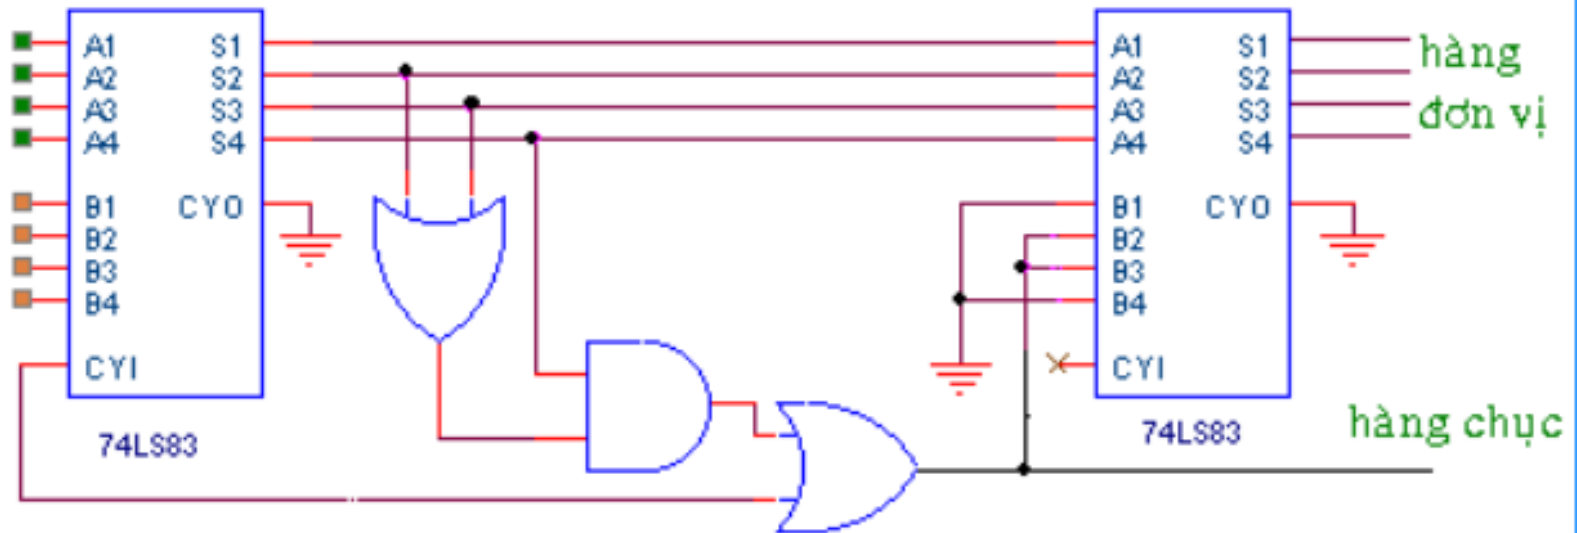 A1 S1
A2 S2
A3 S3
A4 S4
B1 CYO
B2
B3
B4
CYI
74LS83
A1 S1
A2 S2
A3 S3
A4 S4
B1 CYO
B2
B3
B4
CYI
74LS83
hàng
đơn vị
hàng chục